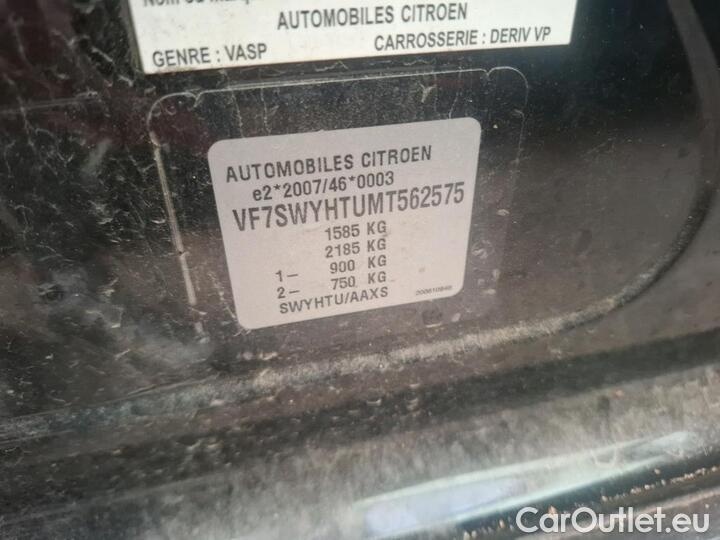 AUTOMOBILES CITROEN
GENRE : VASP CARROSSERIE : DERIV VP
AUTOMOBILES CITROEN
e2*2007/46*0003
VF7SWYHTUMT562575
1585 KG
2185 KG
1- 900 KG
2- 750 KG
SWYHTU/AAXS
CarOutlet.eu